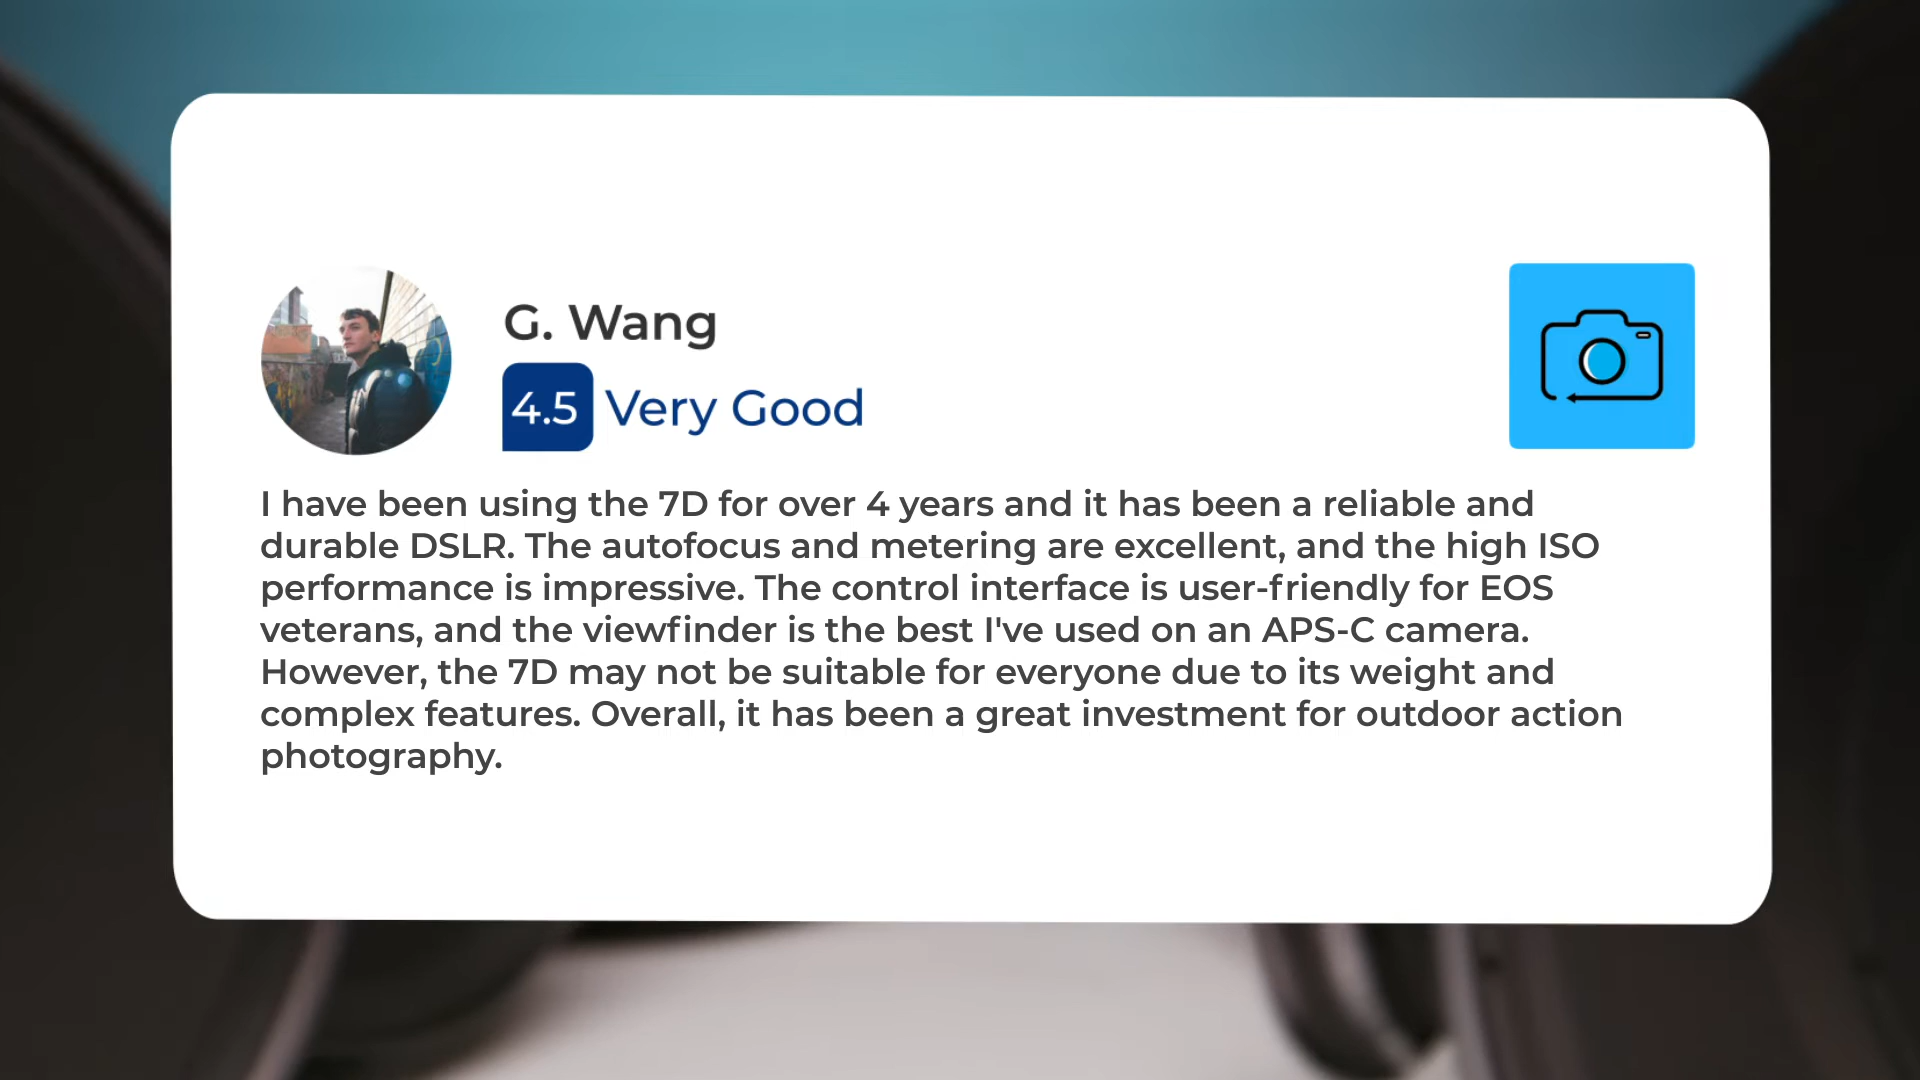 G. Wang
4.5 Very Good
I have been using the 7D for over 4 years and it has been a reliable and
durable DSLR. The autofocus and metering are excellent, and the high ISO
performance is impressive. The control interface is user-friendly for EOS
veterans, and the viewfinder is the best I've used on an APS-C camera.
However, the 7D may not be suitable for everyone due to its weight and
complex features. Overall, it has been a great investment for outdoor action
photography.